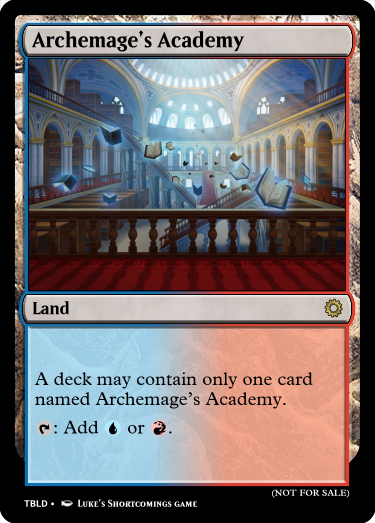 Archemage's Academy
Land
A deck may contain only one card
named Archemage's Academy.
: Add or .
(NOT FOR SALE)
TBLD • Luke's Shortcomings game